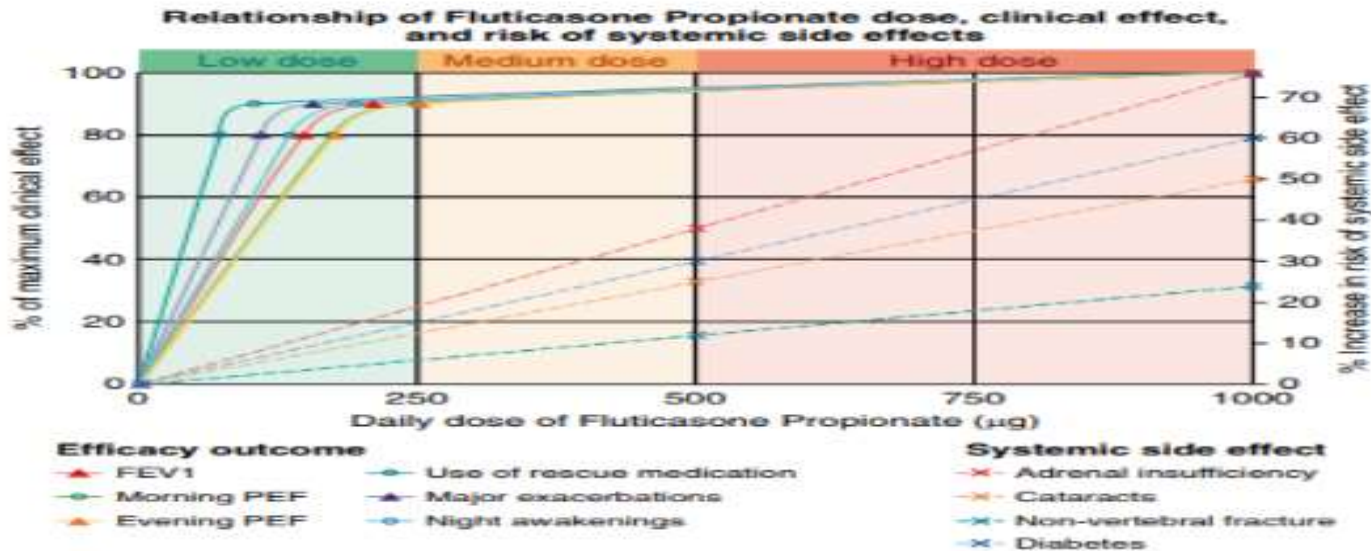 Relationship of Fluticasone Propionate dose, clinical effect,
and risk of systemic side effects
Low dose
Medium dose
High dose
% of maximum clinical effect
100
80
60
40
20
0
% Increase in risk of systemic side effect
70
60
50
40
30
20
10
0
0
250
500
750
1000
Daily dose of Fluticasone Propionate (µg)
Efficacy outcome
FEV1
Morning PEF
Evening PEF
Use of rescue medication
Major exacerbations
Night awakenings
Systemic side effect
Adrenal insufficiency
Cataracts
Non-vertebral fracture
Diabetes